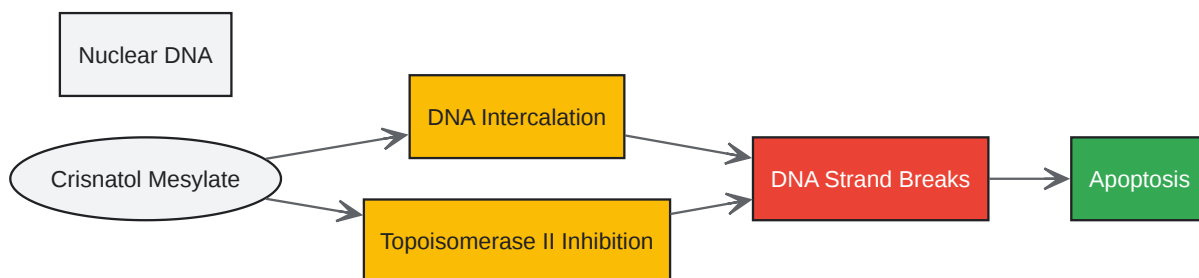 Nuclear DNA
DNA Intercalation
Crisnatol Mesylate
DNA Strand Breaks
Apoptosis
Topoisomerase II Inhibition